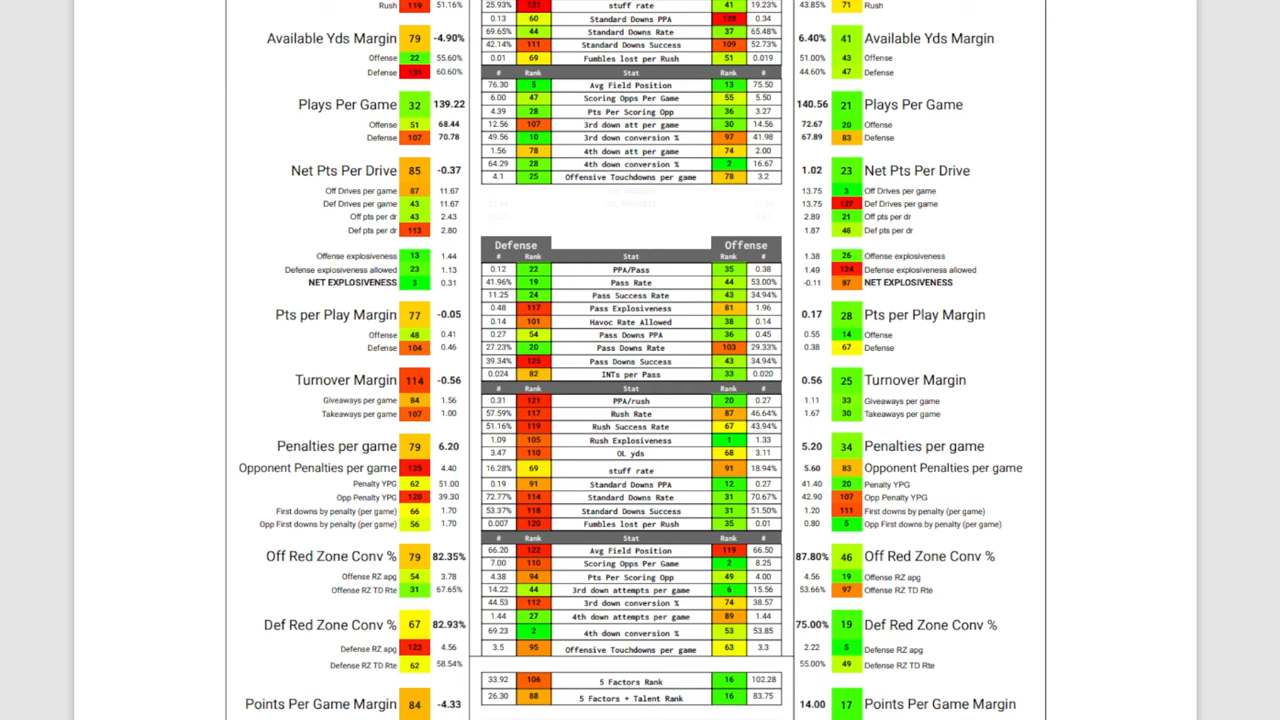 Rush 119 51.16% 25.93% 131 stuff rate 41 19.23% 43.85% 71 Rush
0.13 60 Standard Downs PPA 128 0.34
69.65% 44 Standard Downs Rate 37 65.48%
Available Yds Margin 79 -4.90% 42.14% 111 Standard Downs Success 109 52.73% 6.40% 41 Available Yds Margin
Offense 22 55.60% 0.01 69 Fumbles lost per Rush 51 0.019 51.00% 43 Offense
Defense 131 60.60% # Rank Stat Rank # 44.60% 47 Defense
76.30 5 Avg Field Position 13 75.50
6.00 47 Scoring Opps Per Game 55 5.50
Plays Per Game 32 139.22 4.39 28 Pts Per Scoring Opp 36 3.27 140.56 21 Plays Per Game
Offense 51 68.44 12.56 107 3rd down att per game 30 14.56 72.67 20 Offense
Defense 107 70.78 49.56 10 3rd down conversion % 97 41.98 67.89 83 Defense
1.56 78 4th down att per game 74 2.00
64.29 28 4th down conversion % 2 16.67
Net Pts Per Drive 85 -0.37 4.1 25 Offensive Touchdowns per game 78 3.2 1.02 23 Net Pts Per Drive
Off Drives per game 87 11.67 13.75 3 Off Drives per game
Def Drives per game 43 11.67 13.75 127 Def Drives per game
Off pts per dr 43 2.43 2.89 21 Off pts per dr
Def pts per dr 113 2.80 1.87 46 Def pts per dr
Defense Offense
Offense explosiveness 13 1.44 # Rank Stat Rank # 1.38 26 Offense explosiveness
Defense explosiveness allowed 23 1.13 0.12 22 PPA/Pass 35 0.38 1.49 124 Defense explosiveness allowed
NET EXPLOSIVENESS 3 0.31 41.96% 19 Pass Rate 44 53.00% -0.11 97 NET EXPLOSIVENESS
11.25 24 Pass Success Rate 43 34.94%
0.48 117 Pass Explosiveness 81 1.96
Pts per Play Margin 77 -0.05 0.14 101 Havoc Rate Allowed 38 0.14 0.17 28 Pts per Play Margin
Offense 48 0.41 0.27 54 Pass Downs PPA 36 0.45 0.55 14 Offense
Defense 104 0.46 27.23% 20 Pass Downs Rate 103 29.33% 0.38 67 Defense
39.34% 125 Pass Downs Success 43 34.94%
0.024 82 INTs per Pass 33 0.020
Turnover Margin 114 -0.56 # Rank Stat Rank # 0.56 25 Turnover Margin
Giveaways per game 84 1.56 0.31 121 PPA/rush 20 0.27 1.11 33 Giveaways per game
Takeaways per game 107 1.00 57.59% 117 Rush Rate 87 46.64% 1.67 30 Takeaways per game
51.16% 119 Rush Success Rate 67 43.94%
1.09 105 Rush Explosiveness 1 1.33
Penalties per game 79 6.20 3.47 110 OL yds 68 3.11 5.20 34 Penalties per game
Opponent Penalties per game 125 4.40 16.28% 69 stuff rate 91 18.94% 5.60 83 Opponent Penalties per game
Penalty YPG 62 51.00 0.19 91 Standard Downs PPA 12 0.27 41.40 20 Penalty YPG
Opp Penalty YPG 120 39.30 72.77% 114 Standard Downs Rate 31 70.67% 42.90 107 Opp Penalty YPG
First downs by penalty (per game) 66 1.70 53.37% 118 Standard Downs Success 31 51.50% 1.20 111 First downs by penalty (per game)
Opp First downs by penalty (per game) 56 1.70 0.007 120 Fumbles lost per Rush 35 0.01 0.80 5 Opp First downs by penalty (per game)
# Rank Stat Rank #
Off Red Zone Conv % 79 82.35% 66.20 122 Avg Field Position 119 66.50 87.80% 46 Off Red Zone Conv %
7.00 110 Scoring Opps Per Game 2 8.25
Offense RZ apg 54 3.78 4.38 94 Pts Per Scoring Opp 49 4.00 4.56 19 Offense RZ apg
Offense RZ TD Rte 31 67.65% 14.22 44 3rd down attempts per game 6 15.56 53.66% 97 Offense RZ TD Rte
44.53 112 3rd down conversion % 74 38.57
1.44 27 4th down attempts per game 89 1.44
Def Red Zone Conv % 67 82.93% 69.23 2 4th down conversion % 53 53.85 75.00% 19 Def Red Zone Conv %
Defense RZ apg 122 4.56 3.5 95 Offensive Touchdowns per game 63 3.3 2.22 5 Defense RZ apg
Defense RZ TD Rte 62 58.54% 55.00% 49 Defense RZ TD Rte
33.92 106 5 Factors Rank 16 102.28
26.30 88 5 Factors + Talent Rank 16 83.75
Points Per Game Margin 84 -4.33 14.00 17 Points Per Game Margin